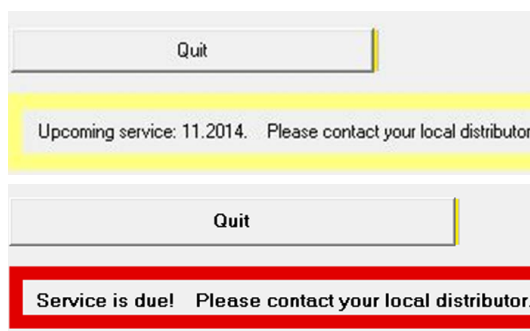 Quit
Upcoming service: 11.2014. Please contact your local distributor
Quit
Service is due! Please contact your local distributor.